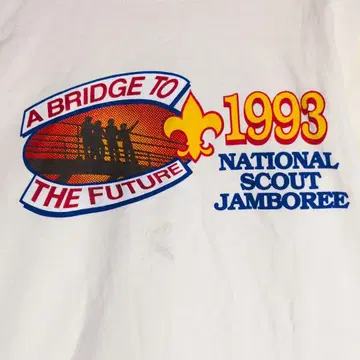 A BRIDGE TO
THE FUTURE
1993
NATIONAL
SCOUT
JAMBOREE